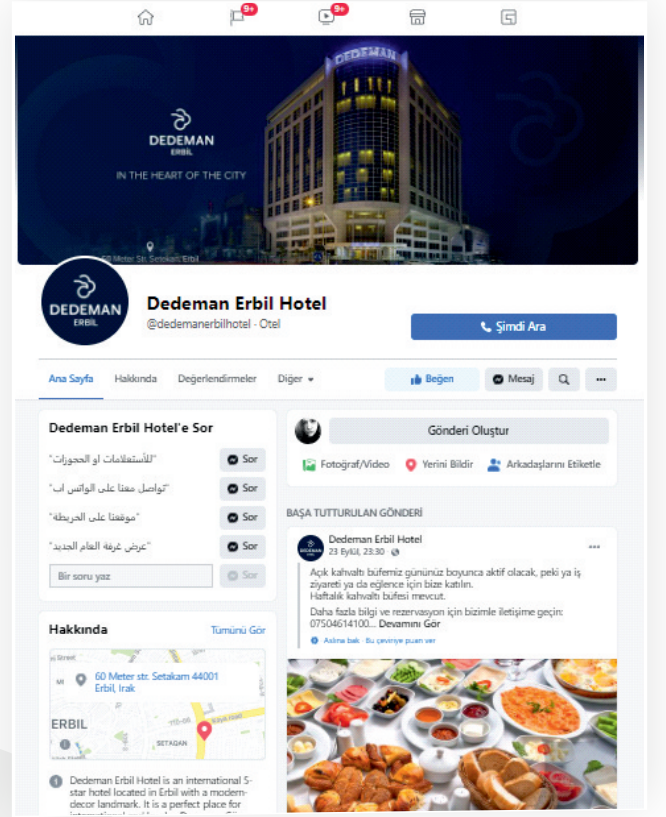 9+
9+
DEDEMAN
DEDEMAN
ERBIL
IN THE HEART OF THE CITY
60 Meter Str. Setakam, Erbil
DEDEMAN
ERBIL
Dedeman Erbil Hotel
@dedemanerbilhotel · Otel
Şimdi Ara
Ana Sayfa Hakkında Değerlendirmeler Diğer
Beğen Mesaj
Dedeman Erbil Hotel'e Sor
"للأستعلامات او الحجوزات"
Sor
"تواصل معنا على الواتس اب"
Sor
"موقعنا على الخريطة"
Sor
"عرض غرفة العام الجديد"
Sor
Bir soru yaz
Sor
Hakkında Tümünü Gör
60 Meter str. Setakam 44001
Erbil, Irak
ERBIL
SETAQAN
Dedeman Erbil Hotel is an international 5-
star hotel located in Erbil with a modern-
decor landmark. It is a perfect place for
Gönderi Oluştur
Fotoğraf/Video Yerini Bildir Arkadaşlarını Etiketle
BAŞA TUTTURULAN GÖNDERİ
Dedeman Erbil Hotel
23 Eylül, 23:30 ·
Açık kahvaltı büfemiz gününüz boyunca aktif olacak, peki ya iş
ziyareti ya da eğlence için bize katılın.
Haftalık kahvaltı büfesi mevcut.
Daha fazla bilgi ve rezervasyon için bizimle iletişime geçin:
07504614100... Devamını Gör
Aslına bak · Bu çeviriye puan ver